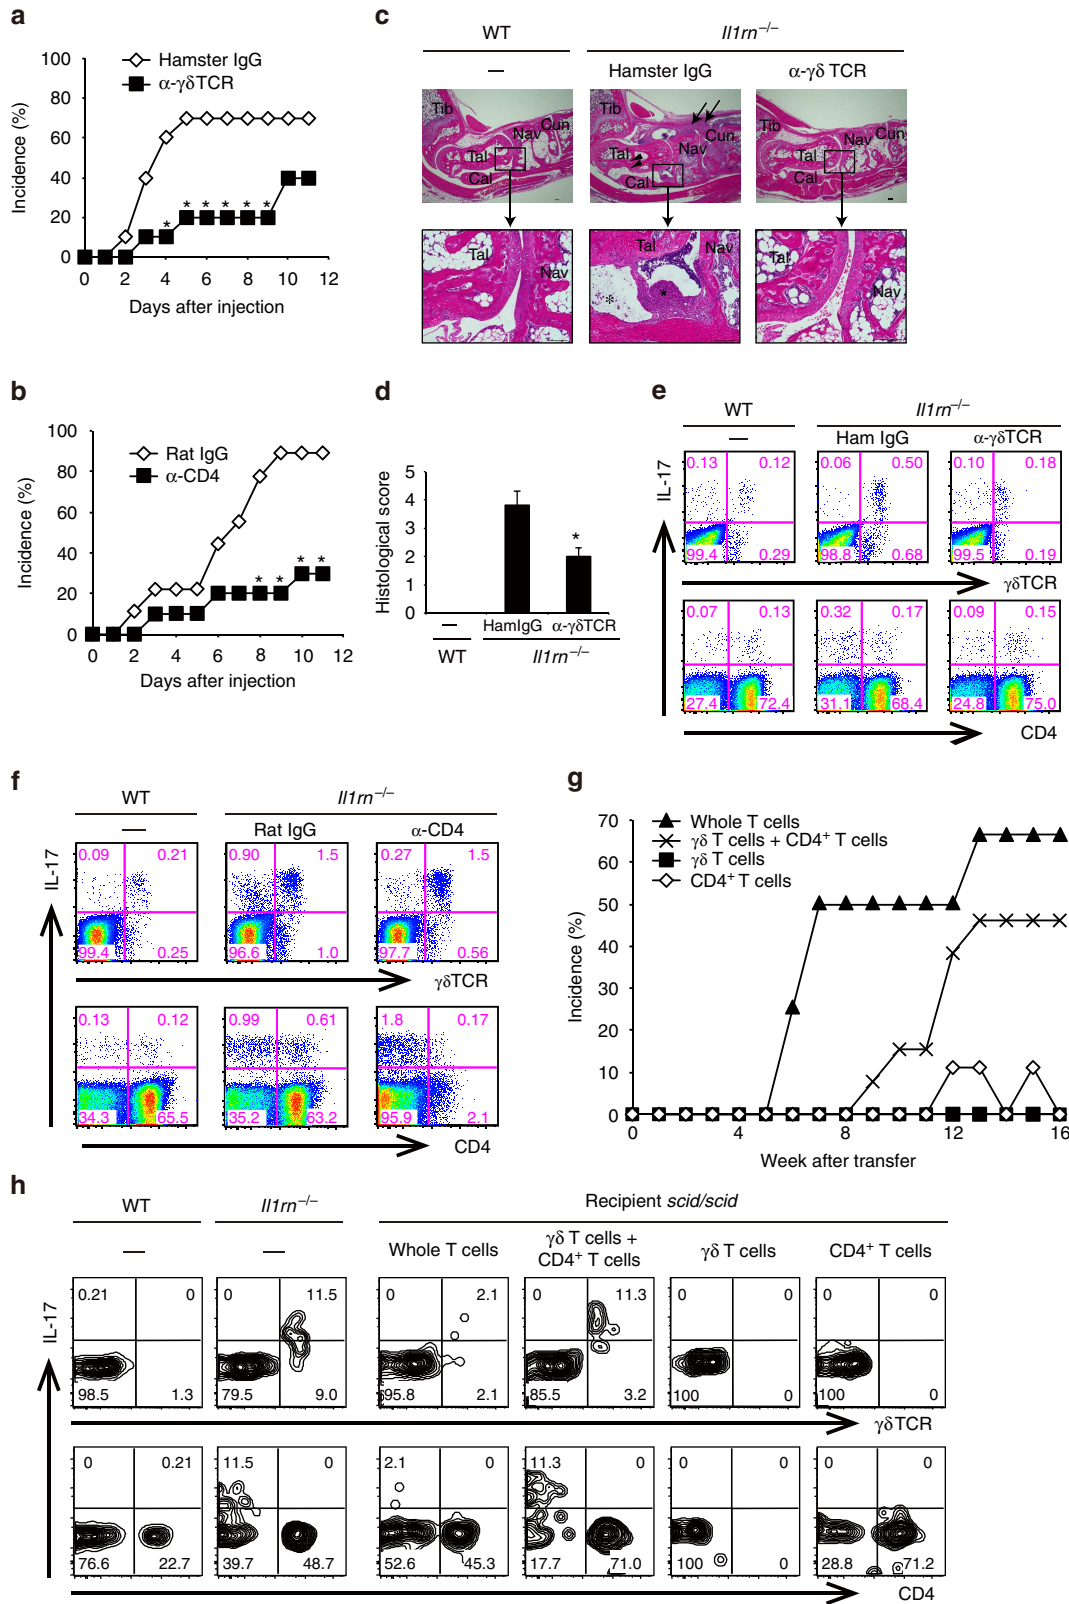 a
Hamster IgG
α-γδTCR
Incidence (%)
100
80
60
40
20
0
* * * * * *
0 2 4 6 8 10 12
Days after injection
b
Rat IgG
α-CD4
Incidence (%)
100
80
60
40
20
0
* * * *
0 2 4 6 8 10 12
Days after injection
c
WT Il1rn–/–
— Hamster IgG α-γδ TCR
Tib Nav Cun Tal Cal
Tib Cun Nav Tal Cal
Tib Nav Cun Tal Cal
Tal Nav
Tal Nav * *
Tal Nav
d
Histological score
5
4
3
2
1
0
*
— HamIgG α-γδTCR
WT Il1rn–/–
e
WT Il1rn–/–
— Ham IgG α-γδTCR
IL-17
0.13 0.12 0.06 0.50 0.10 0.18
99.4 0.29 98.8 0.68 99.5 0.19
γδTCR
0.07 0.13 0.32 0.17 0.09 0.15
27.4 72.4 31.1 68.4 24.8 75.0
CD4
f
WT Il1rn–/–
— Rat IgG α-CD4
IL-17
0.09 0.21 0.90 1.5 0.27 1.5
99.4 0.25 96.6 1.0 97.7 0.56
γδTCR
0.13 0.12 0.99 0.61 1.8 0.17
34.3 65.5 35.2 63.2 95.9 2.1
CD4
g
Whole T cells
γδ T cells + CD4+ T cells
γδ T cells
CD4+ T cells
Incidence (%)
70
60
50
40
30
20
10
0
0 4 8 12 16
Week after transfer
h
WT Il1rn–/– Recipient scid/scid
— — Whole T cells γδ T cells + CD4+ T cells γδ T cells CD4+ T cells
IL-17
0.21 0 0 11.5 0 2.1 0 11.3 0 0 0 0
98.5 1.3 79.5 9.0 95.8 2.1 85.5 3.2 100 0 100 0
γδTCR
0 0.21 11.5 0 2.1 0 11.3 0 0 0 0 0
76.6 22.7 39.7 48.7 52.6 45.3 17.7 71.0 100 0 28.8 71.2
CD4